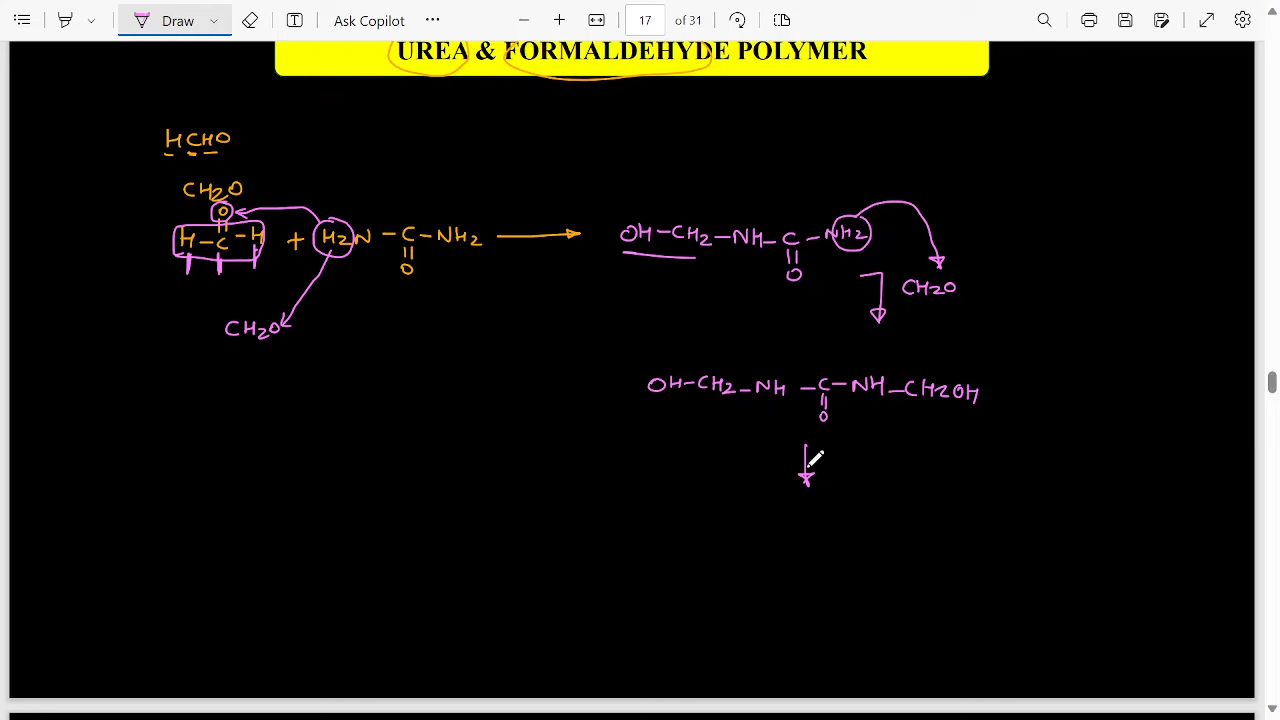 Draw
Ask Copilot
17 of 31
UREA & FORMALDEHYDE POLYMER
HCHO
CH2O
O
H-C-H + H2N-C-NH2 → OH-CH2-NH-C-NH2
O
O
CH2O
CH2O
OH-CH2-NH-C-NH-CH2OH
O